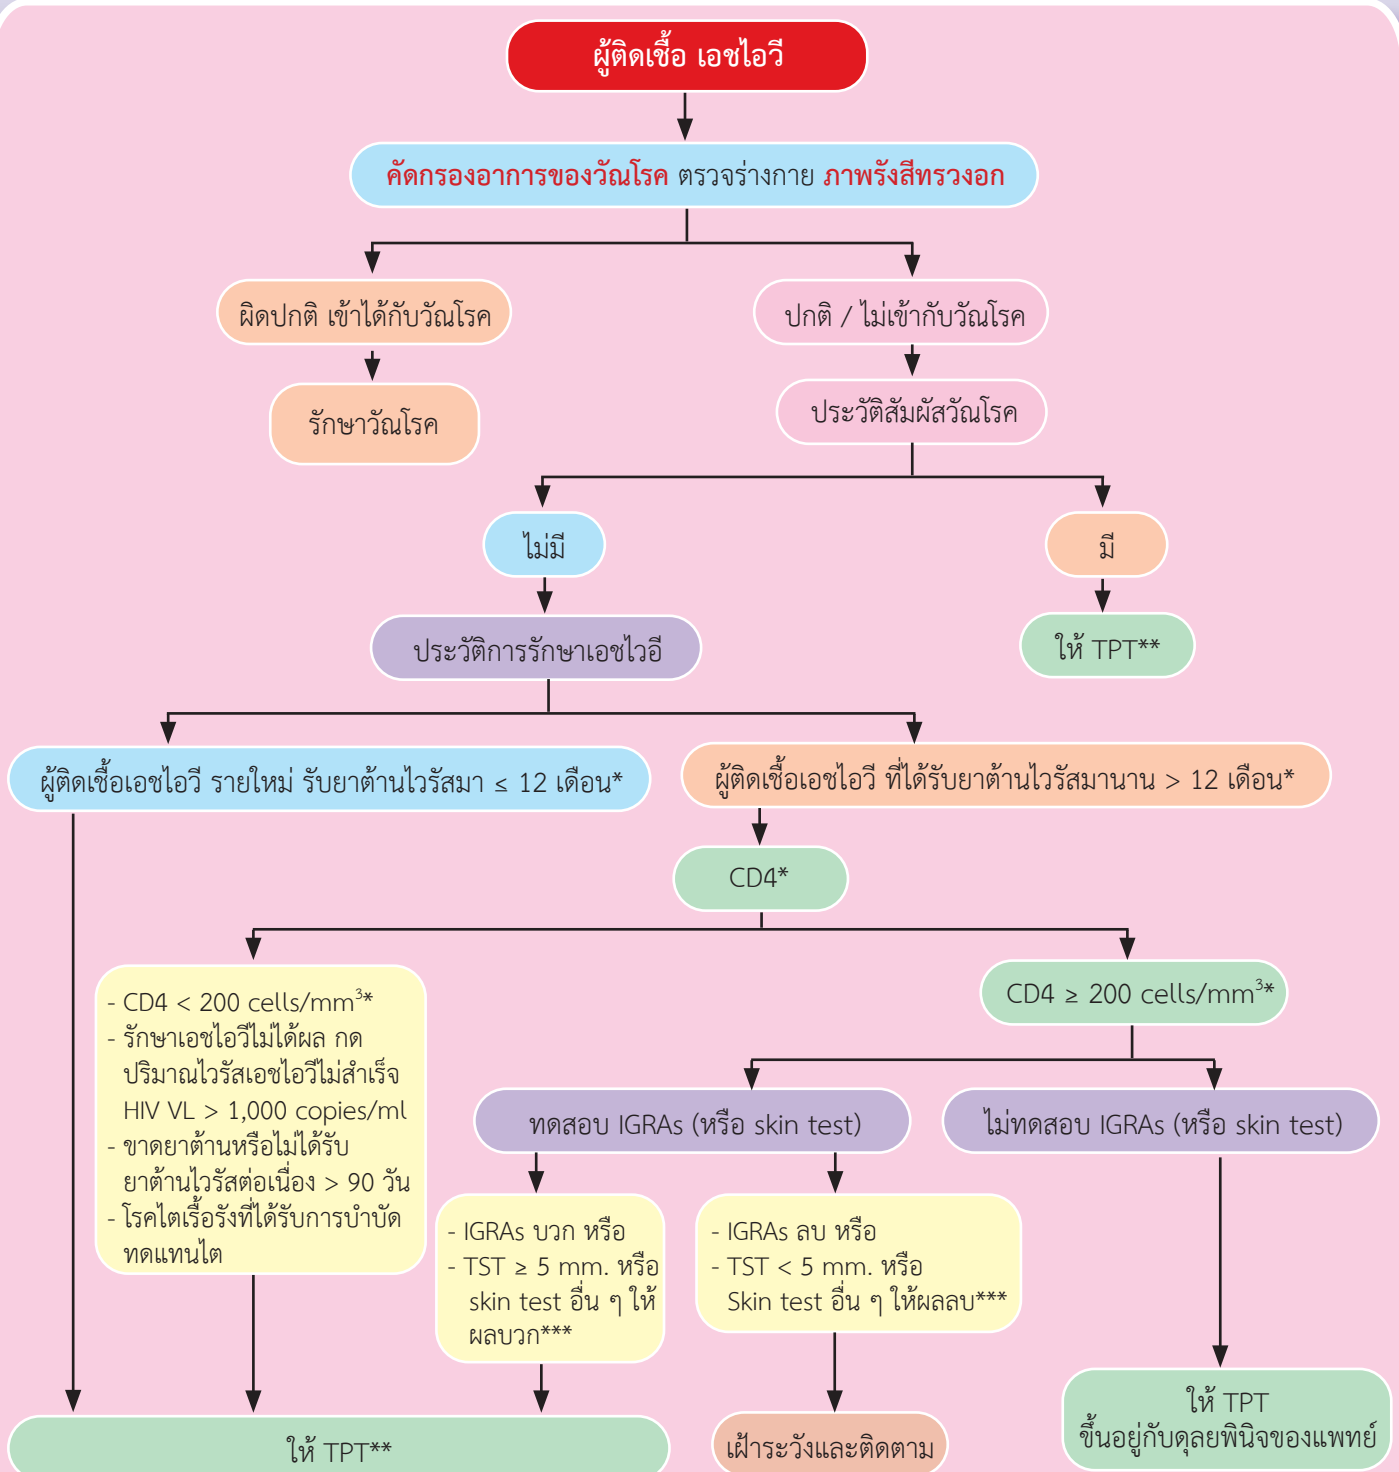 ผู้ติดเชื้อ เอชไอวี
คัดกรองอาการของวัณโรค ตรวจร่างกาย ภาพรังสีทรวงอก
ผิดปกติ เข้าได้กับวัณโรค
ปกติ / ไม่เข้ากับวัณโรค
รักษาวัณโรค
ประวัติสัมผัสวัณโรค
ไม่มี
มี
ประวัติการรักษาเอชไวอี
ให้ TPT**
ผู้ติดเชื้อเอชไอวี รายใหม่ รับยาต้านไวรัสมา ≤ 12 เดือน*
ผู้ติดเชื้อเอชไอวี ที่ได้รับยาต้านไวรัสมานาน > 12 เดือน*
CD4*
- CD4 < 200 cells/mm³*
- รักษาเอชไอวีไม่ได้ผล กด
ปริมาณไวรัสเอชไอวีไม่สำเร็จ
HIV VL > 1,000 copies/ml
- ขาดยาต้านหรือไม่ได้รับ
ยาต้านไวรัสต่อเนื่อง > 90 วัน
- โรคไตเรื้อรังที่ได้รับการบำบัด
ทดแทนไต
CD4 ≥ 200 cells/mm³*
ทดสอบ IGRAs (หรือ skin test)
ไม่ทดสอบ IGRAs (หรือ skin test)
- IGRAs บวก หรือ
- TST ≥ 5 mm. หรือ
skin test อื่น ๆ ให้
ผลบวก***
- IGRAs ลบ หรือ
- TST < 5 mm. หรือ
Skin test อื่น ๆ ให้ผลลบ***
ให้ TPT**
เฝ้าระวังและติดตาม
ให้ TPT
ขึ้นอยู่กับดุลยพินิจของแพทย์